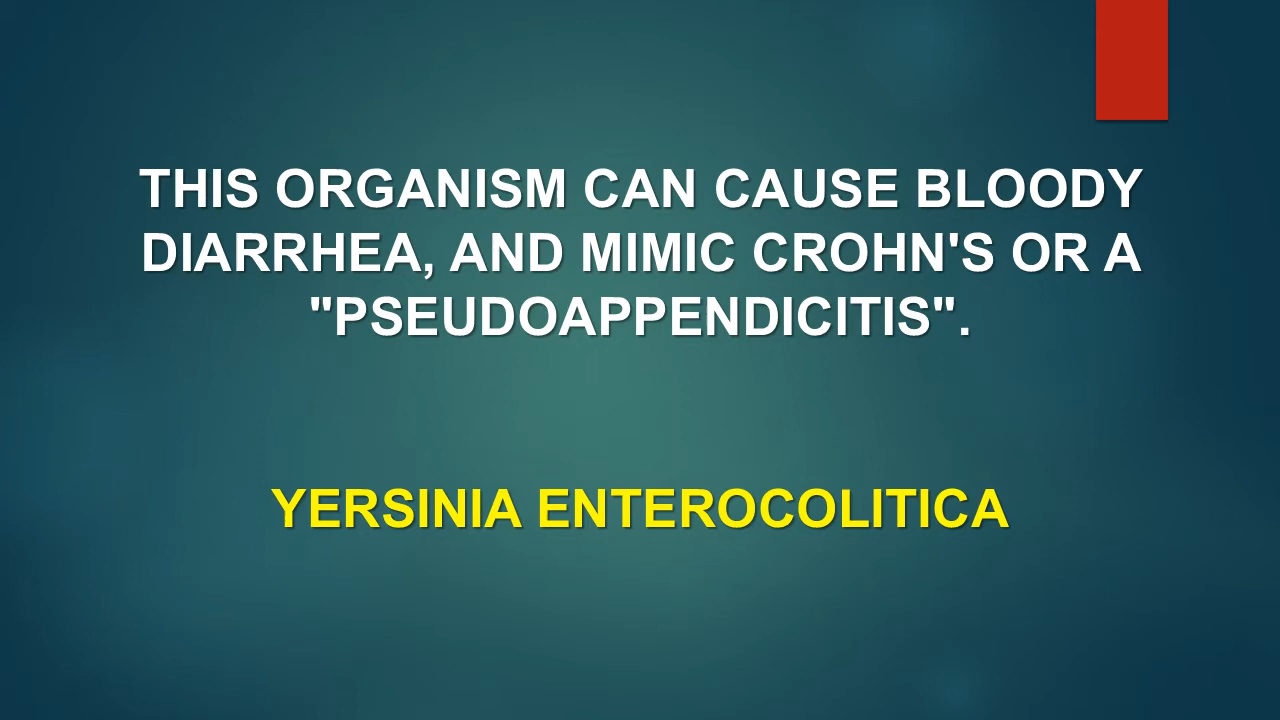 THIS ORGANISM CAN CAUSE BLOODY
DIARRHEA, AND MIMIC CROHN'S OR A
"PSEUDOAPPENDICITIS".
YERSINIA ENTEROCOLITICA